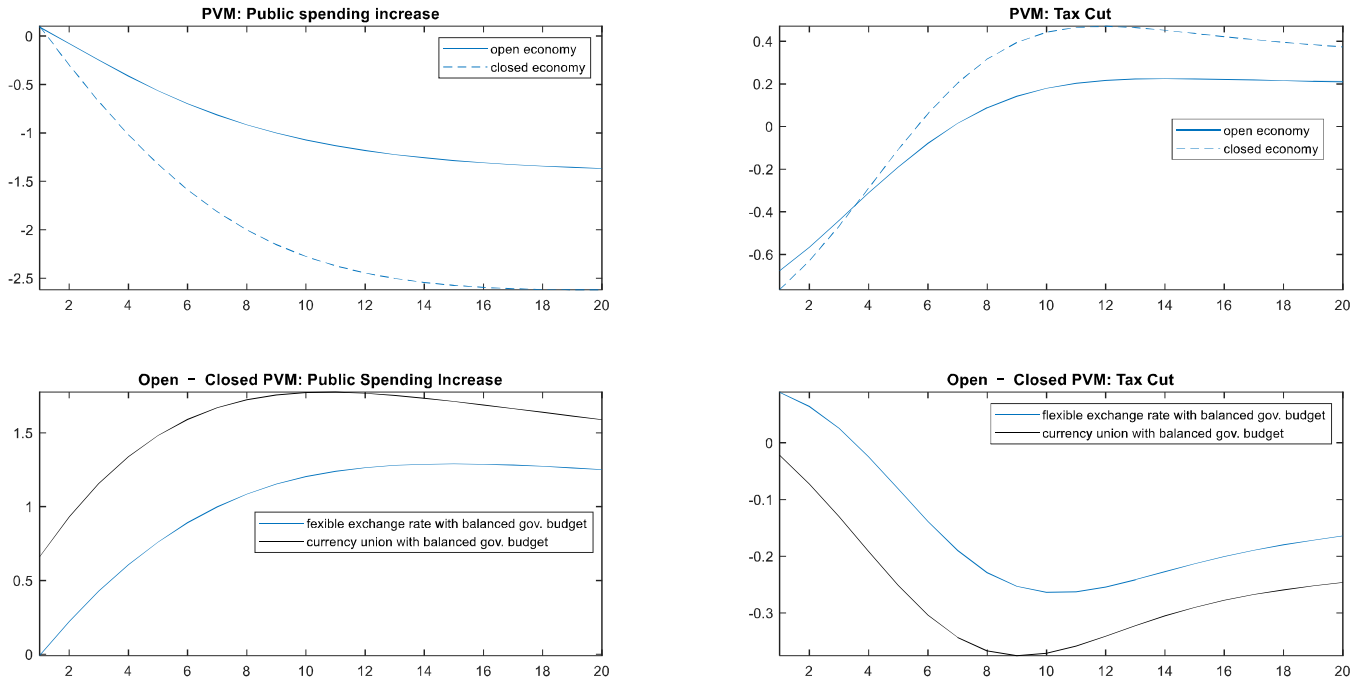 PVM: Public spending increase
0
-0.5
-1
-1.5
-2
-2.5
2 4 6 8 10 12 14 16 18 20
open economy
closed economy
PVM: Tax Cut
0.4
0.2
0
-0.2
-0.4
-0.6
2 4 6 8 10 12 14 16 18 20
open economy
closed economy
Open - Closed PVM: Public Spending Increase
1.5
1
0.5
0
2 4 6 8 10 12 14 16 18 20
fexible exchange rate with balanced gov. budget
currency union with balanced gov. budget
Open - Closed PVM: Tax Cut
0
-0.1
-0.2
-0.3
2 4 6 8 10 12 14 16 18 20
flexible exchange rate with balanced gov. budget
currency union with balanced gov. budget